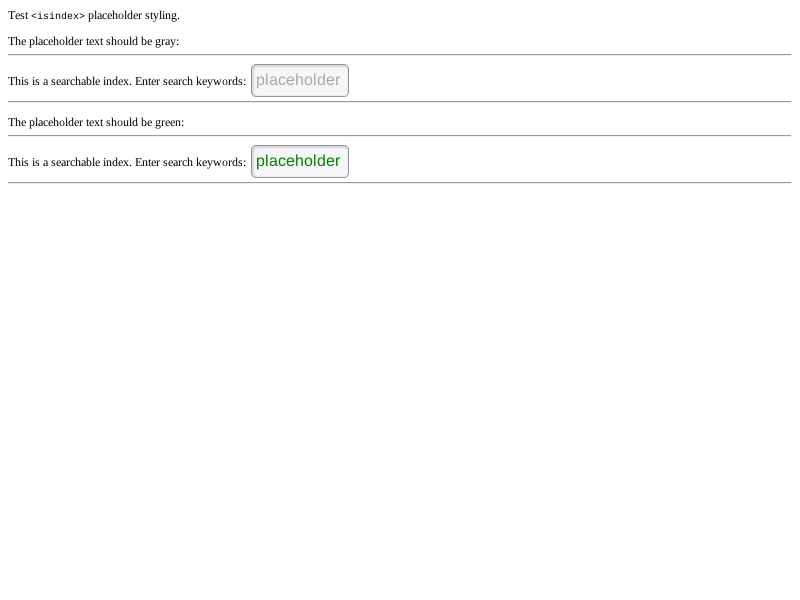 Test <isindex> placeholder styling.
The placeholder text should be gray:
This is a searchable index. Enter search keywords: placeholder
The placeholder text should be green:
This is a searchable index. Enter search keywords: placeholder